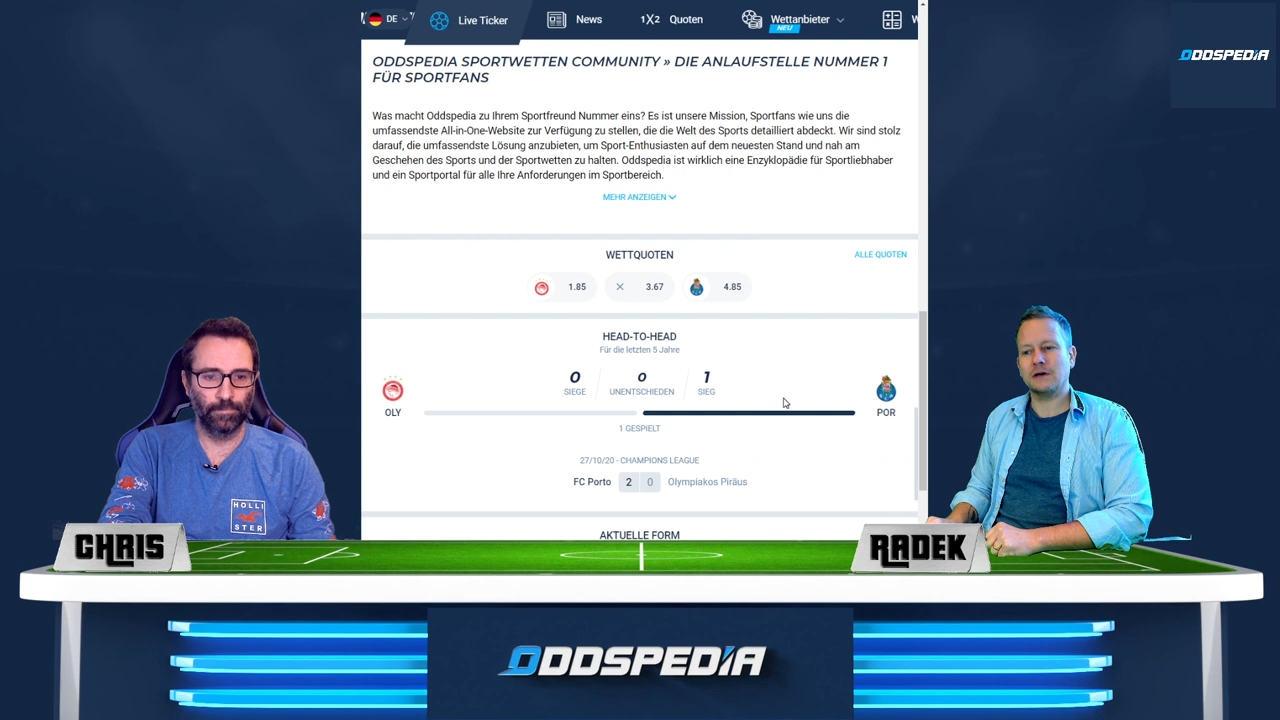 DE
Live Ticker
News
1X2 Quoten
Wettanbieter
NEU
W
ODDSPEDIA
ODDSPEDIA SPORTWETTEN COMMUNITY » DIE ANLAUFSTELLE NUMMER 1
FÜR SPORTFANS
Was macht Oddspedia zu Ihrem Sportfreund Nummer eins? Es ist unsere Mission, Sportfans wie uns die
umfassendste All-in-One-Website zur Verfügung zu stellen, die die Welt des Sports detailliert abdeckt. Wir sind stolz
darauf, die umfassendste Lösung anzubieten, um Sport-Enthusiasten auf dem neuesten Stand und nah am
Geschehen des Sports und der Sportwetten zu halten. Oddspedia ist wirklich eine Enzyklopädie für Sportliebhaber
und ein Sportportal für alle Ihre Anforderungen im Sportbereich.
MEHR ANZEIGEN
WETTQUOTEN
ALLE QUOTEN
1.85
X 3.67
4.85
HEAD-TO-HEAD
Für die letzten 5 Jahre
0 0 1
SIEGE UNENTSCHIEDEN SIEG
OLY
POR
1 GESPIELT
27/10/20 - CHAMPIONS LEAGUE
FC Porto 2 0 Olympiakos Piräus
AKTUELLE FORM
HOLLI
STER
CHRIS
RADEK
ODDSPEDIA